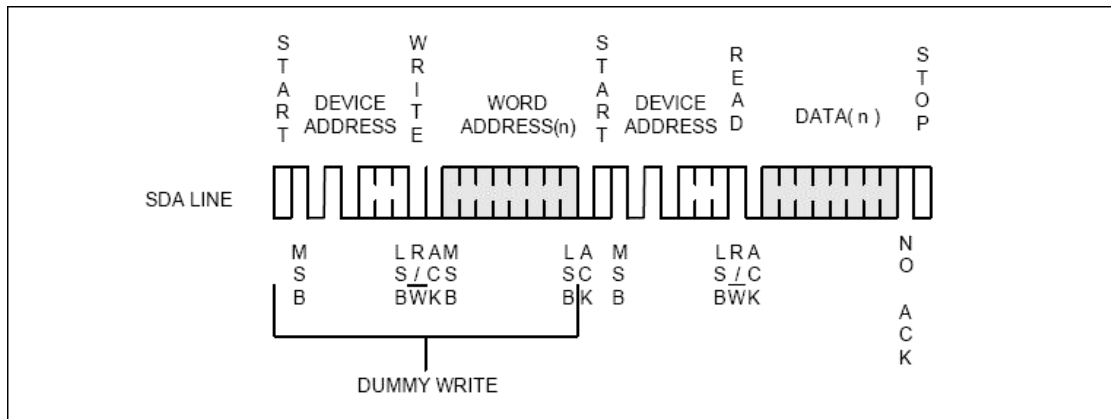 START
DEVICE
ADDRESS
WRITE
WORD
ADDRESS(n)
START
DEVICE
ADDRESS
READ
DATA( n )
STOP
SDA LINE
MSB
LSB
R/W
ACK
MSB
LSB
ACK
MSB
LSB
R/W
ACK
NO ACK
DUMMY WRITE